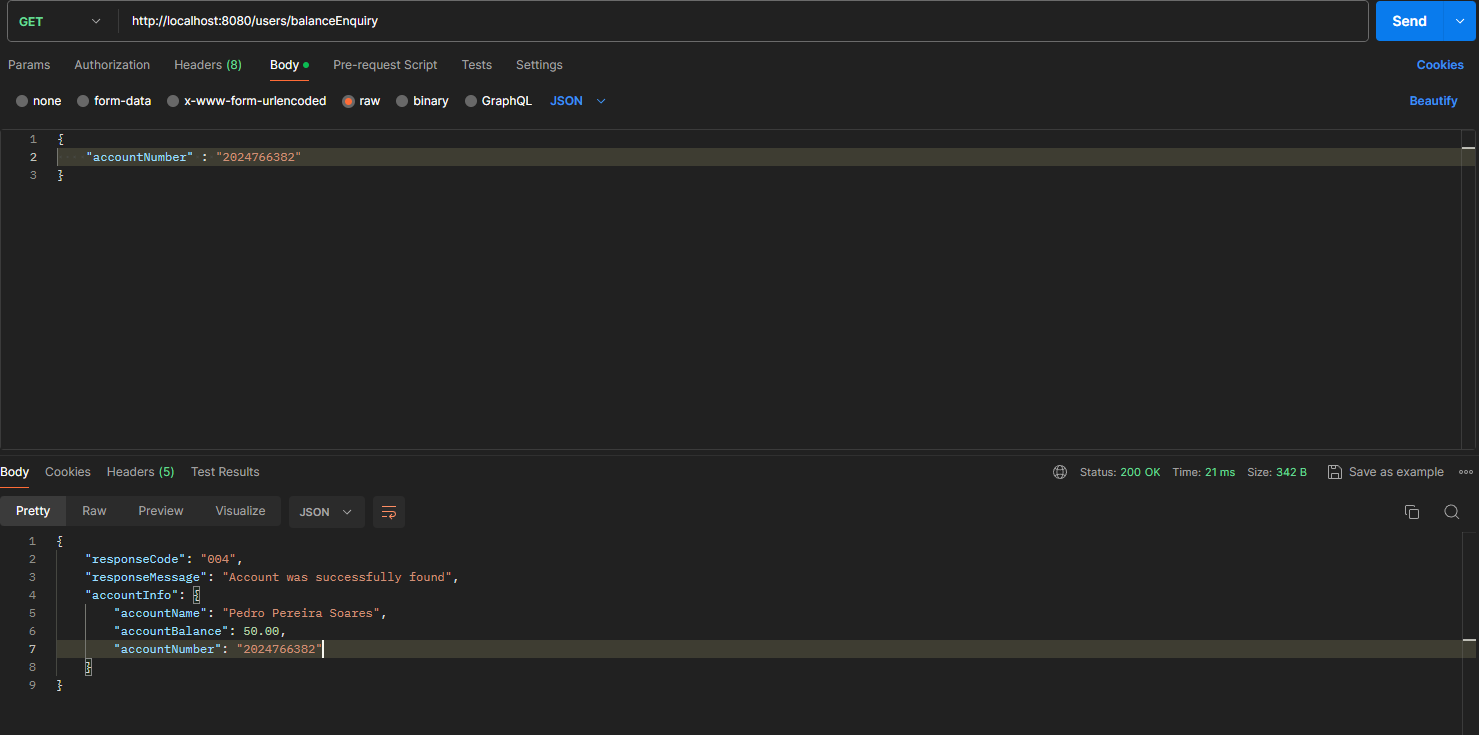 GET http://localhost:8080/users/balanceEnquiry Send
Params Authorization Headers (8) Body Pre-request Script Tests Settings Cookies
none form-data x-www-form-urlencoded raw binary GraphQL JSON Beautify
1 {
2 "accountNumber" : "2024766382"
3 }
Body Cookies Headers (5) Test Results Status: 200 OK Time: 21 ms Size: 342 B Save as example
Pretty Raw Preview Visualize JSON
1 {
2 "responseCode": "004",
3 "responseMessage": "Account was successfully found",
4 "accountInfo": {
5 "accountName": "Pedro Pereira Soares",
6 "accountBalance": 50.00,
7 "accountNumber": "2024766382"
8 }
9 }